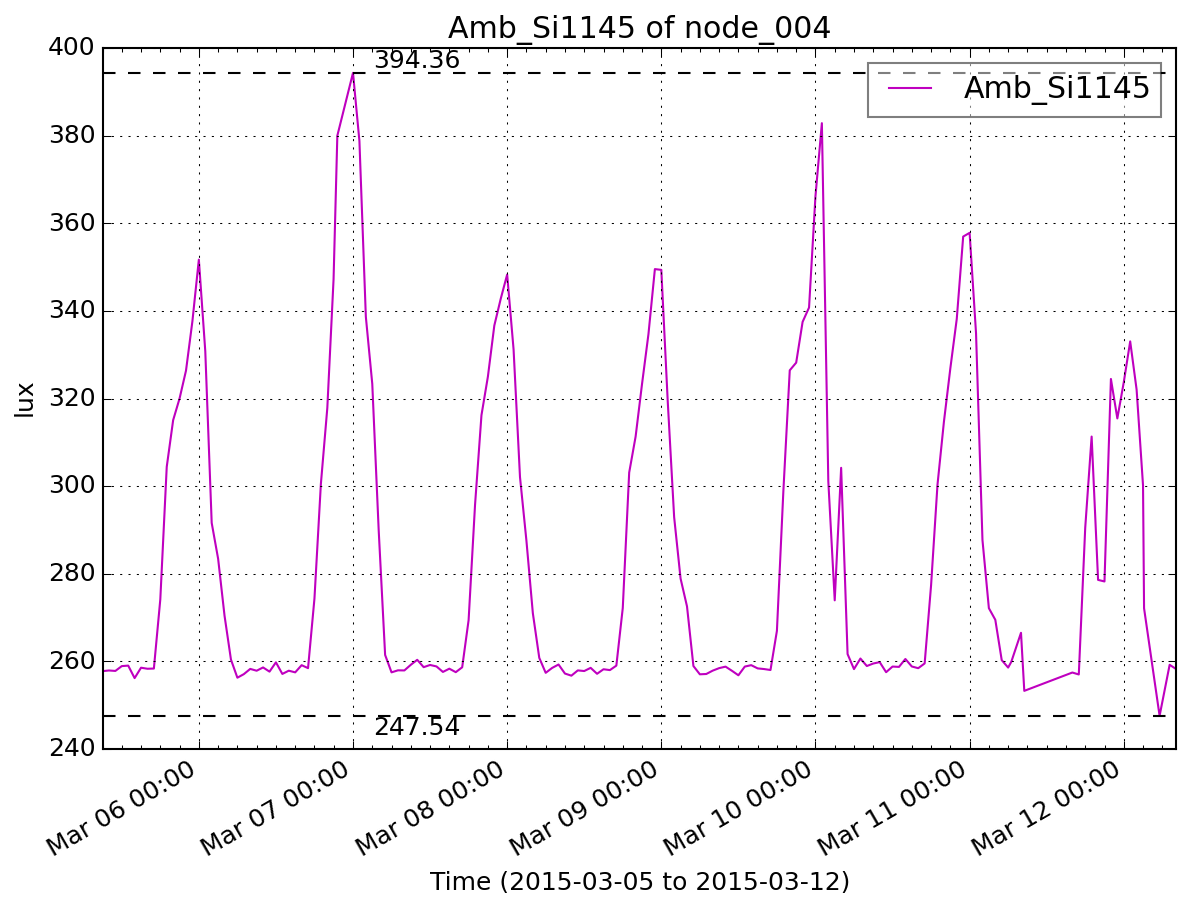 Amb_Si1145 of node_004
400
394.36
Amb_Si1145
380
360
340
lux
320
300
280
260
247.54
240
Mar 06 00:00
Mar 07 00:00
Mar 08 00:00
Mar 09 00:00
Mar 10 00:00
Mar 11 00:00
Mar 12 00:00
Time (2015-03-05 to 2015-03-12)